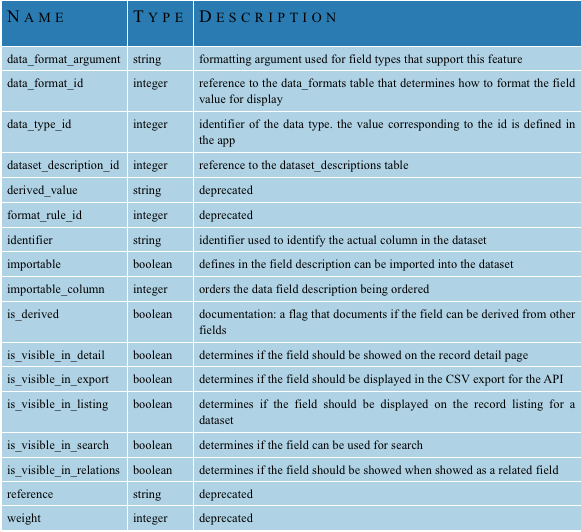 NAME TYPE DESCRIPTION
data_format_argument string formatting argument used for field types that support this feature
data_format_id integer reference to the data_formats table that determines how to format the field
value for display
data_type_id integer identifier of the data type. the value corresponding to the id is defined in
the app
dataset_description_id integer reference to the dataset_descriptions table
derived_value string deprecated
format_rule_id integer deprecated
identifier string identifier used to identify the actual column in the dataset
importable boolean defines in the field description can be imported into the dataset
importable_column integer orders the data field description being ordered
is_derived boolean documentation: a flag that documents if the field can be derived from other
fields
is_visible_in_detail boolean determines if the field should be showed on the record detail page
is_visible_in_export boolean determines if the field should be displayed in the CSV export for the API
is_visible_in_listing boolean determines if the field should be displayed on the record listing for a
dataset
is_visible_in_search boolean determines if the field can be used for search
is_visible_in_relations boolean determines if the field should be showed when showed as a related field
reference string deprecated
weight integer deprecated